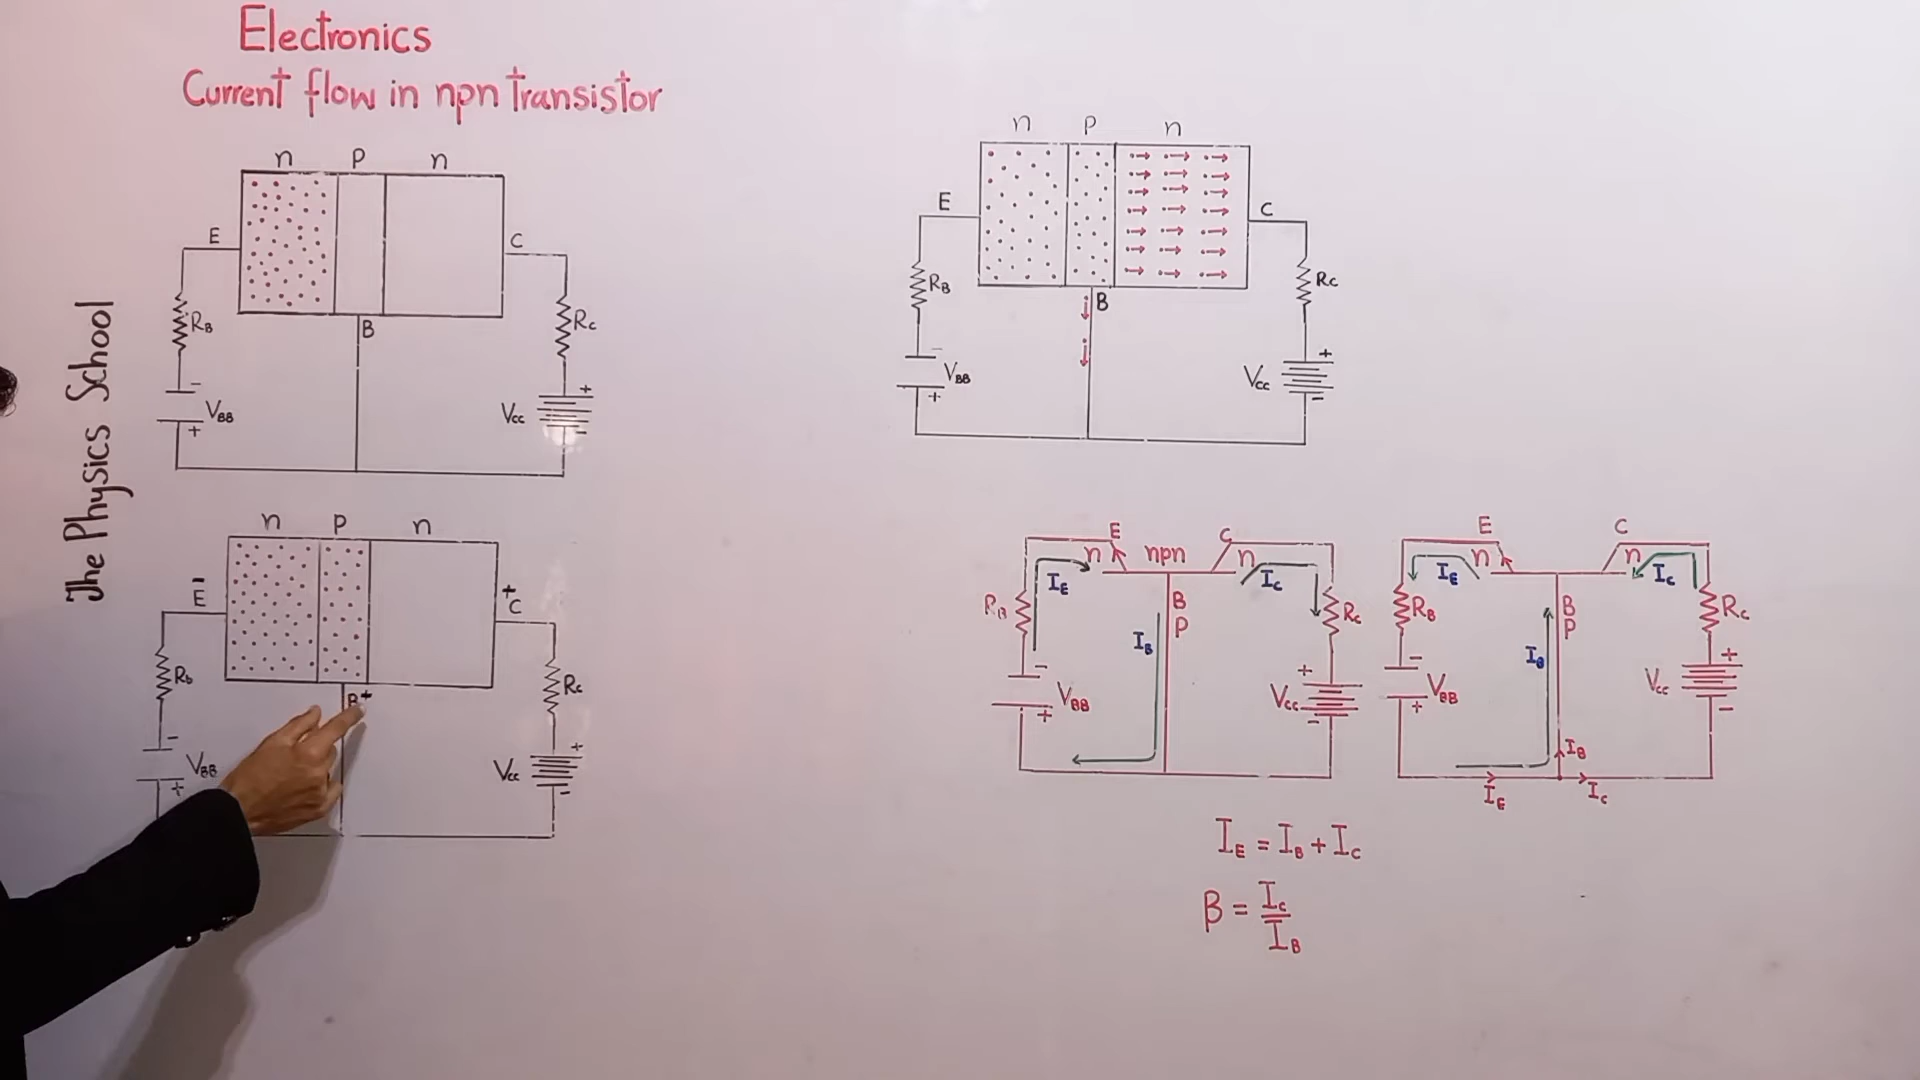 Electronics
Current flow in npn transistor
The Physics School
n P n
E
C
RB
B
Rc
-
VBB
+
+
Vcc
-
n P n
-
E
+
C
Rb
B+
Rc
-
VBB
+
+
Vcc
-
n P n
E
C
RB
B
Rc
-
VBB
+
+
Vcc
-
E
C
n npn n
IE
Ic
RB
B
P
Rc
IB
-
VBB
+
+
Vcc
-
E
C
n n
IE
Ic
RB
B
P
Rc
IB
-
VBB
+
+
Vcc
-
IB
IE
Ic
IE = IB + Ic
β = Ic
IB